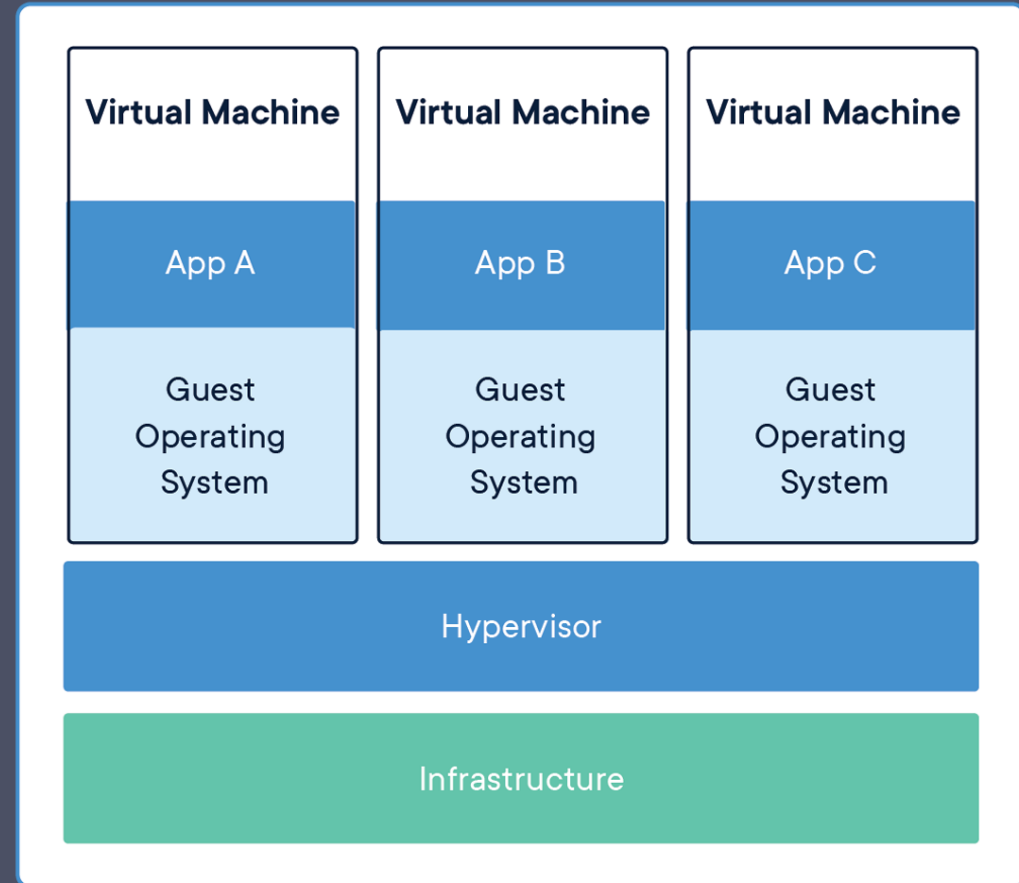 Virtual Machine
App A
Guest
Operating
System
Virtual Machine
App B
Guest
Operating
System
Virtual Machine
App C
Guest
Operating
System
Hypervisor
Infrastructure